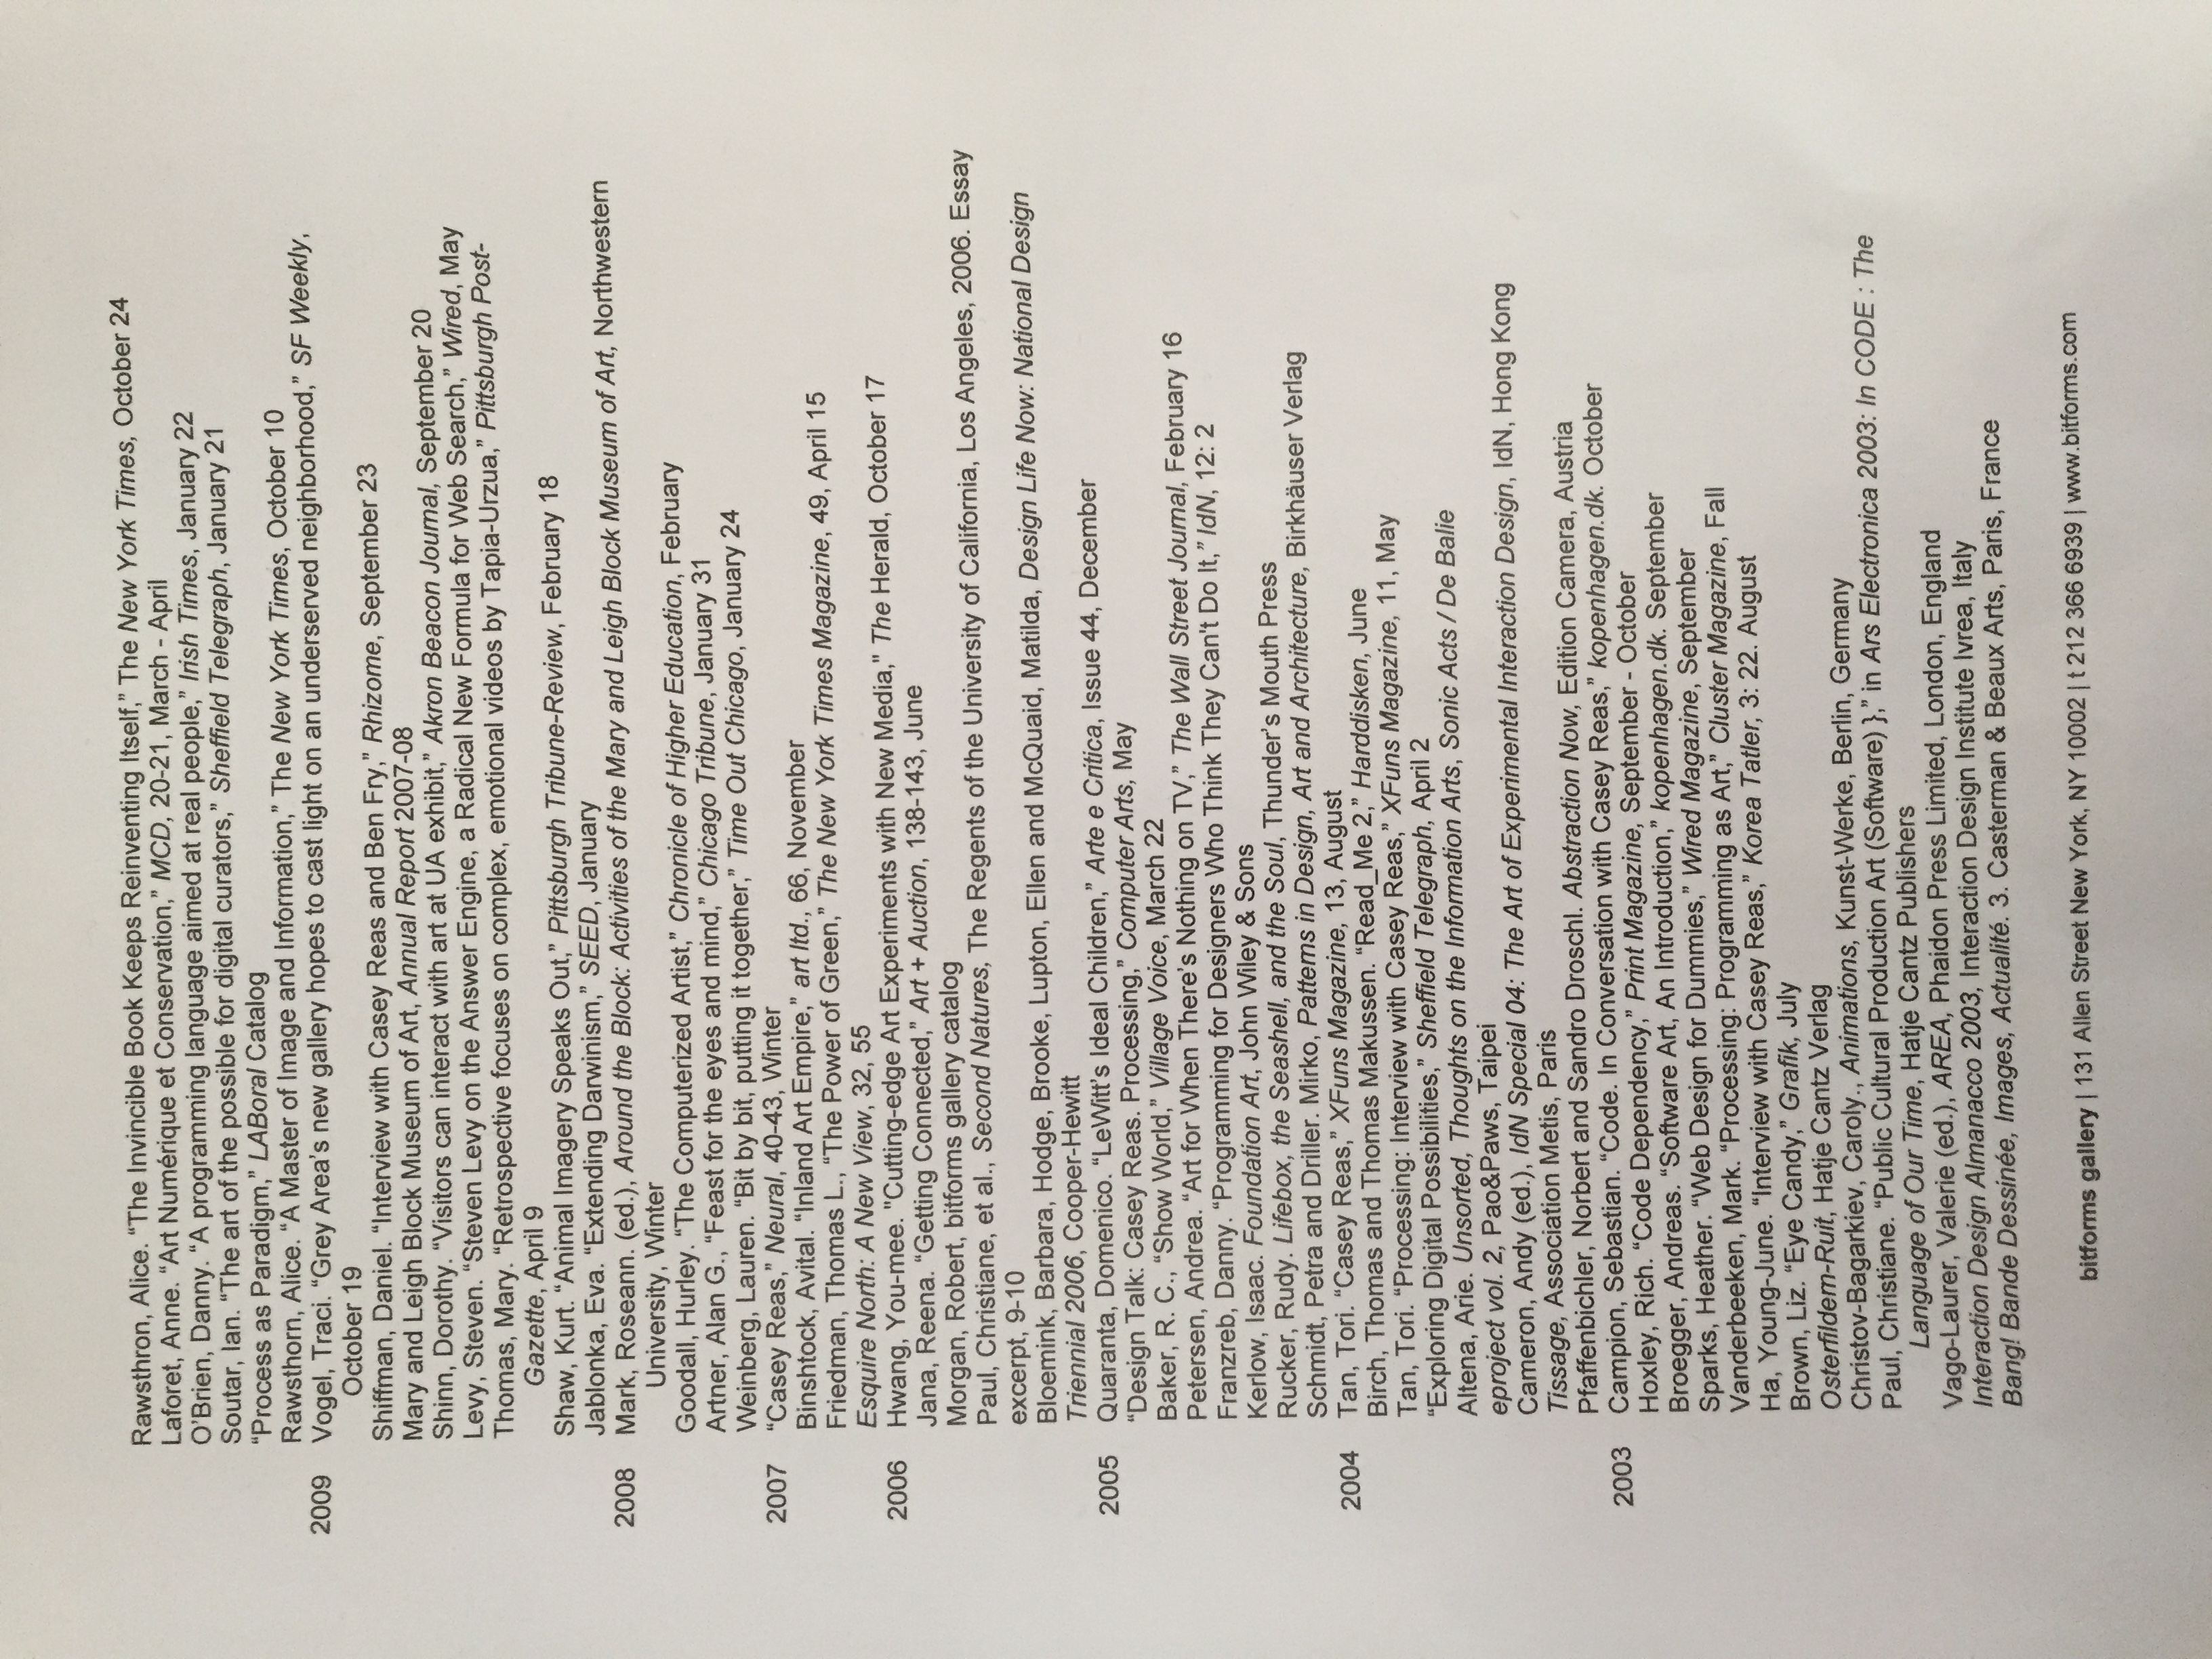 Rawsthron, Alice. “The Invincible Book Keeps Reinventing Itself,” The New York Times, October 24
Laforet, Anne. “Art Numérique et Conservation,” MCD, 20-21, March - April
O’Brien, Danny. “A programming language aimed at real people,” Irish Times, January 22
Soutar, Ian. “The art of the possible for digital curators,” Sheffield Telegraph, January 21
“Process as Paradigm,” LABoral Catalog
Rawsthorn, Alice. “A Master of Image and Information,” The New York Times, October 10
2009 Vogel, Traci. “Grey Area’s new gallery hopes to cast light on an underserved neighborhood,” SF Weekly,
October 19
Shiffman, Daniel. “Interview with Casey Reas and Ben Fry,” Rhizome, September 23
Mary and Leigh Block Museum of Art, Annual Report 2007-08
Shinn, Dorothy. “Visitors can interact with art at UA exhibit,” Akron Beacon Journal, September 20
Levy, Steven. “Steven Levy on the Answer Engine, a Radical New Formula for Web Search,” Wired, May
Thomas, Mary. “Retrospective focuses on complex, emotional videos by Tapia-Urzua,” Pittsburgh Post-
Gazette, April 9
Shaw, Kurt. “Animal Imagery Speaks Out,” Pittsburgh Tribune-Review, February 18
Jablonka, Eva. “Extending Darwinism,” SEED, January
2008 Mark, Roseann. (ed.), Around the Block: Activities of the Mary and Leigh Block Museum of Art, Northwestern
University, Winter
Goodall, Hurley. “The Computerized Artist,” Chronicle of Higher Education, February
Artner, Alan G., “Feast for the eyes and mind,” Chicago Tribune, January 31
Weinberg, Lauren. “Bit by bit, putting it together,” Time Out Chicago, January 24
2007 “Casey Reas,” Neural, 40-43, Winter
Binshtock, Avital. “Inland Art Empire,” art ltd., 66, November
Friedman, Thomas L., “The Power of Green,” The New York Times Magazine, 49, April 15
Esquire North: A New View, 32, 55
2006 Hwang, You-mee. "Cutting-edge Art Experiments with New Media," The Herald, October 17
Jana, Reena. “Getting Connected,” Art + Auction, 138-143, June
Morgan, Robert, bitforms gallery catalog
Paul, Christiane, et al., Second Natures, The Regents of the University of California, Los Angeles, 2006. Essay
excerpt, 9-10
Bloemink, Barbara, Hodge, Brooke, Lupton, Ellen and McQuaid, Matilda, Design Life Now: National Design
Triennial 2006, Cooper-Hewitt
2005 Quaranta, Domenico. “LeWitt’s Ideal Children,” Arte e Critica, Issue 44, December
“Design Talk: Casey Reas. Processing,” Computer Arts, May
Baker, R. C., “Show World,” Village Voice, March 22
Petersen, Andrea. “Art for When There’s Nothing on TV,” The Wall Street Journal, February 16
Franzreb, Danny. “Programming for Designers Who Think They Can't Do It,” IdN, 12: 2
Kerlow, Isaac. Foundation Art, John Wiley & Sons
Rucker, Rudy. Lifebox, the Seashell, and the Soul, Thunder’s Mouth Press
Schmidt, Petra and Driller. Mirko, Patterns in Design, Art and Architecture, Birkhäuser Verlag
2004 Tan, Tori. “Casey Reas,” XFuns Magazine, 13, August
Birch, Thomas and Thomas Makussen. “Read_Me 2,” Harddisken, June
Tan, Tori. “Processing: Interview with Casey Reas,” XFuns Magazine, 11, May
“Exploring Digital Possibilities,” Sheffield Telegraph, April 2
Altena, Arie. Unsorted, Thoughts on the Information Arts, Sonic Acts / De Balie
eproject vol. 2, Pao&Paws, Taipei
Cameron, Andy (ed.), IdN Special 04: The Art of Experimental Interaction Design, IdN, Hong Kong
Tissage, Association Metis, Paris
Pfaffenbichler, Norbert and Sandro Droschl. Abstraction Now, Edition Camera, Austria
2003 Campion, Sebastian. “Code. In Conversation with Casey Reas,” kopenhagen.dk. October
Hoxley, Rich. “Code Dependency,” Print Magazine, September - October
Broegger, Andreas. “Software Art, An Introduction,” kopenhagen.dk. September
Sparks, Heather. “Web Design for Dummies,” Wired Magazine, September
Vanderbeeken, Mark. “Processing: Programming as Art,” Cluster Magazine, Fall
Ha, Young-June. “Interview with Casey Reas,” Korea Tatler, 3: 22. August
Brown, Liz. “Eye Candy,” Grafik, July
Osterfildem-Ruit, Hatje Cantz Verlag
Christov-Bagarkiev, Caroly., Animations, Kunst-Werke, Berlin, Germany
Paul, Christiane. “Public Cultural Production Art (Software) },” in Ars Electronica 2003: In CODE : The
Language of Our Time, Hatje Cantz Publishers
Vago-Laurer, Valerie (ed.), AREA, Phaidon Press Limited, London, England
Interaction Design Almanacco 2003, Interaction Design Institute Ivrea, Italy
Bang! Bande Dessinée, Images, Actualité. 3. Casterman & Beaux Arts, Paris, France
bitforms gallery | 131 Allen Street New York, NY 10002 | t 212 366 6939 | www.bitforms.com